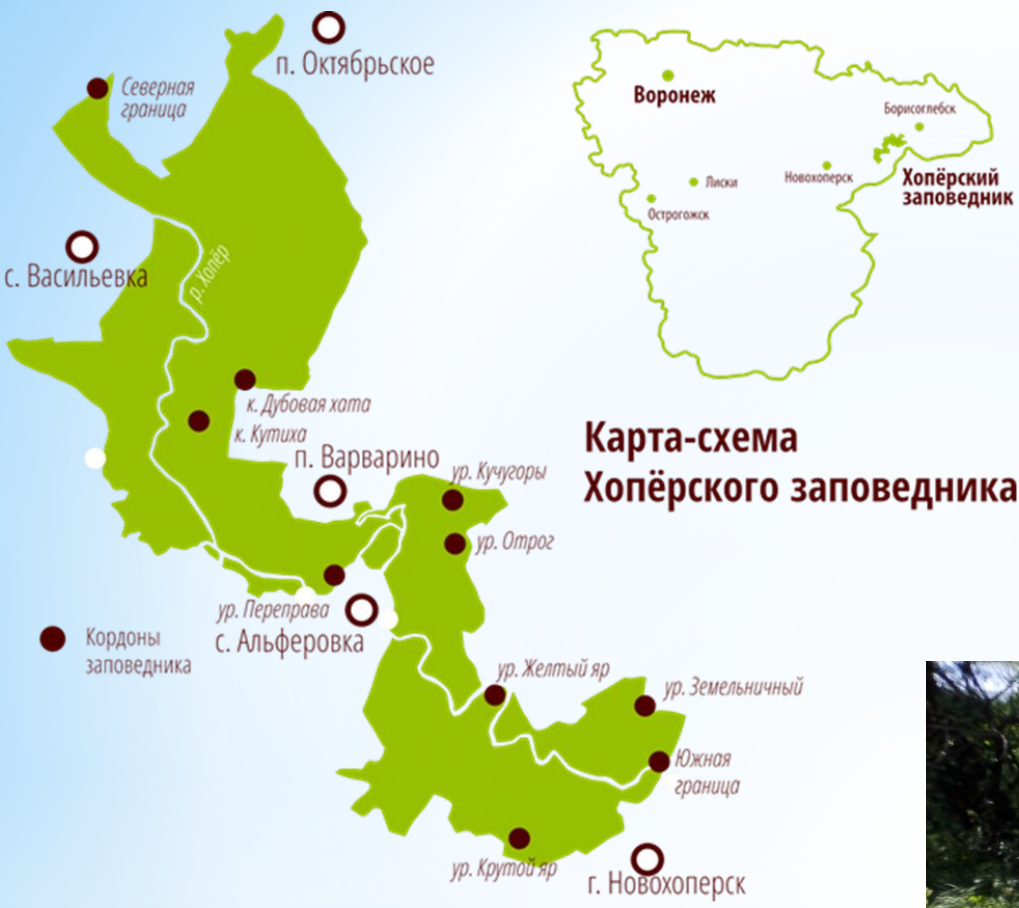 п. Октябрьское
Северная
граница
с. Васильевка
р. Хопёр
к. Дубовая хата
к. Кутиха
п. Варварино
ур. Кучугоры
ур. Отрог
ур. Переправа
с. Альферовка
Кордоны
заповедника
ур. Желтый яр
ур. Земельничный
Южная
граница
ур. Крутой яр
г. Новохоперск
Воронеж
Борисоглебск
Лиски
Новохоперск
Острогожск
Хопёрский
заповедник
Карта-схема
Хопёрского заповедника